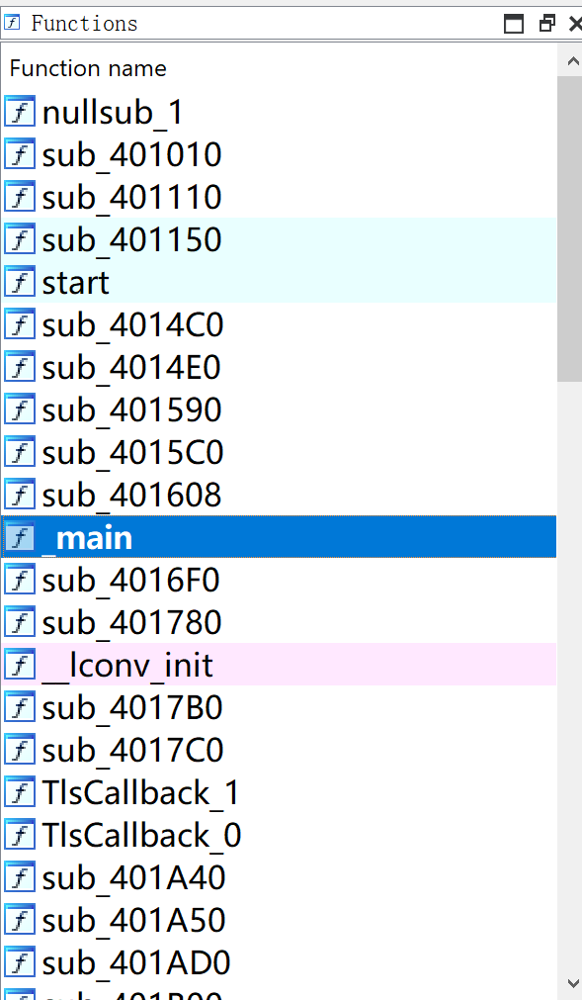 Functions
Function name
nullsub_1
sub_401010
sub_401110
sub_401150
start
sub_4014C0
sub_4014E0
sub_401590
sub_4015C0
sub_401608
_main
sub_4016F0
sub_401780
__lconv_init
sub_4017B0
sub_4017C0
TlsCallback_1
TlsCallback_0
sub_401A40
sub_401A50
sub_401AD0